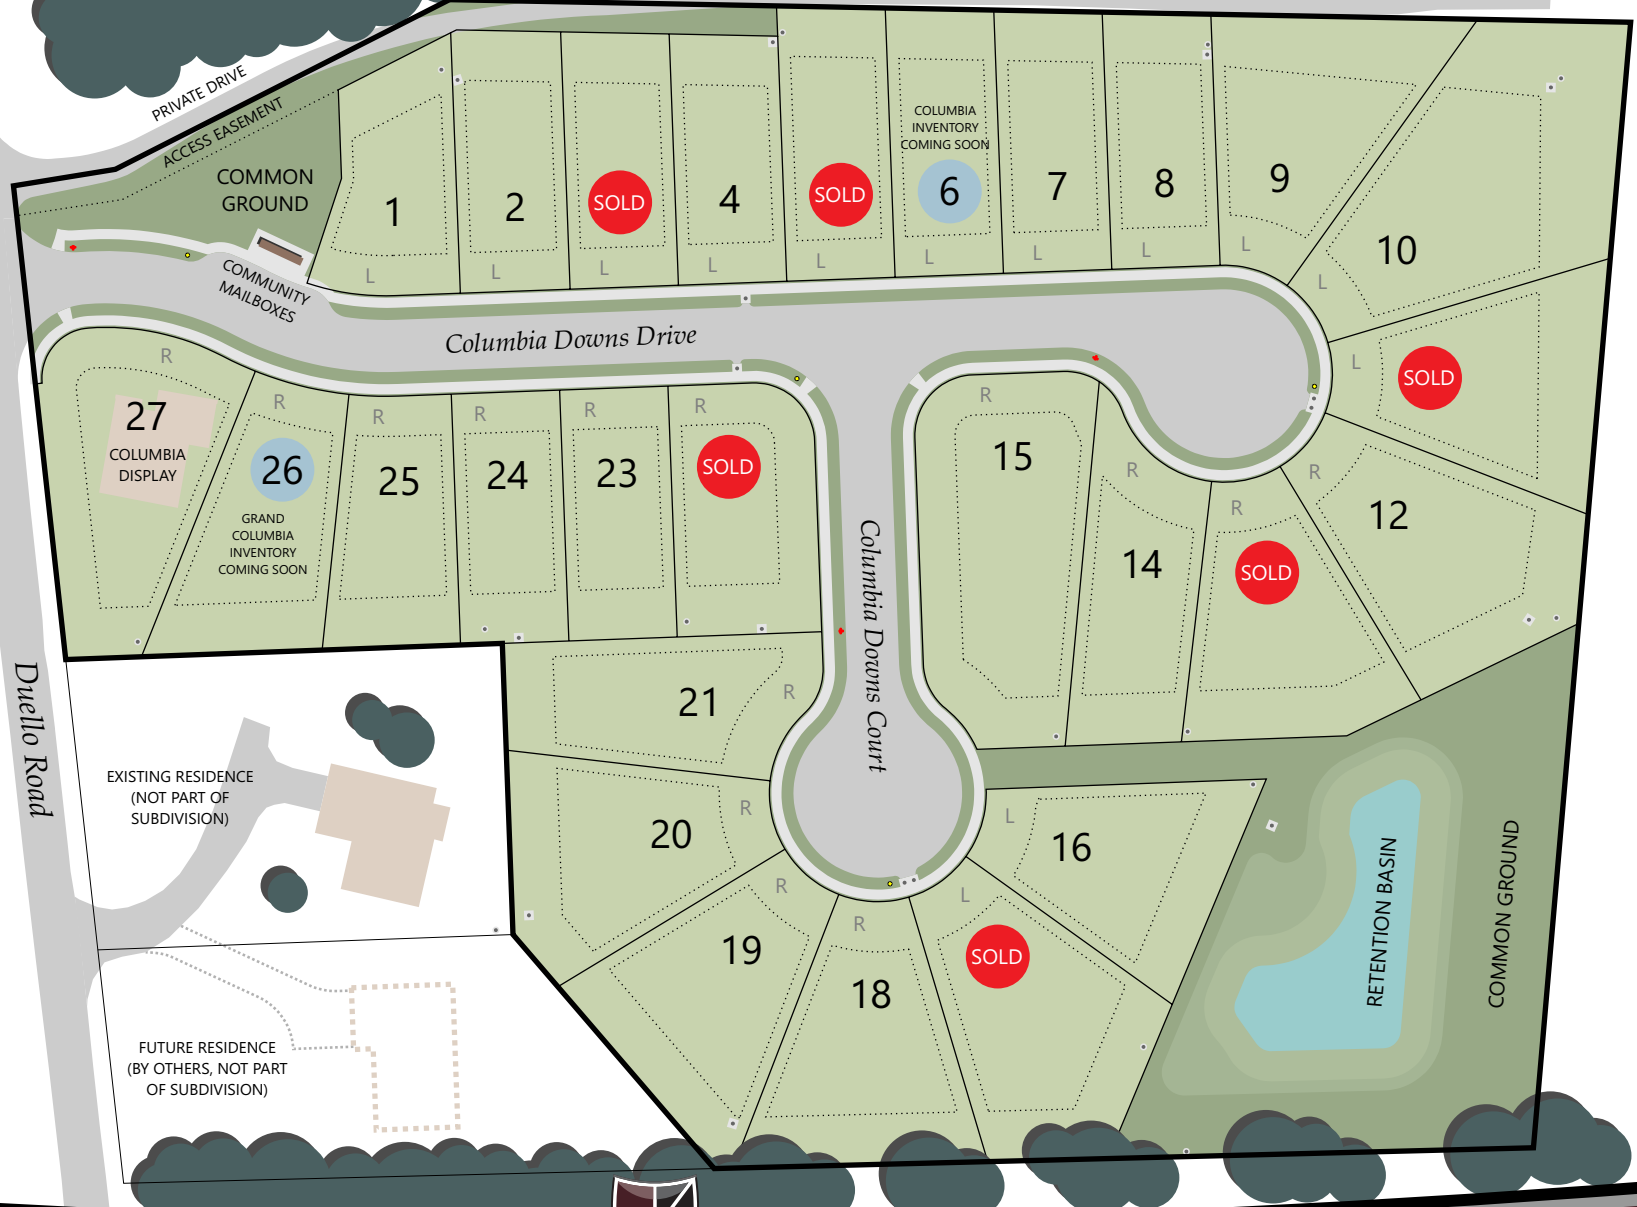 PRIVATE DRIVE
ACCESS EASEMENT
COMMON
GROUND
COMMUNITY
MAILBOXES
1
L
2
L
SOLD
L
4
L
SOLD
L
COLUMBIA
INVENTORY
COMING SOON
6
L
7
L
8
L
9
L
10
L
SOLD
L
12
R
SOLD
R
14
R
15
R
Columbia Downs Drive
27
COLUMBIA
DISPLAY
R
R
26
GRAND
COLUMBIA
INVENTORY
COMING SOON
R
25
R
24
R
23
R
SOLD
Columbia Downs Court
21
R
20
R
19
R
18
R
SOLD
L
16
L
RETENTION BASIN
COMMON GROUND
Duello Road
EXISTING RESIDENCE
(NOT PART OF
SUBDIVISION)
FUTURE RESIDENCE
(BY OTHERS, NOT PART
OF SUBDIVISION)